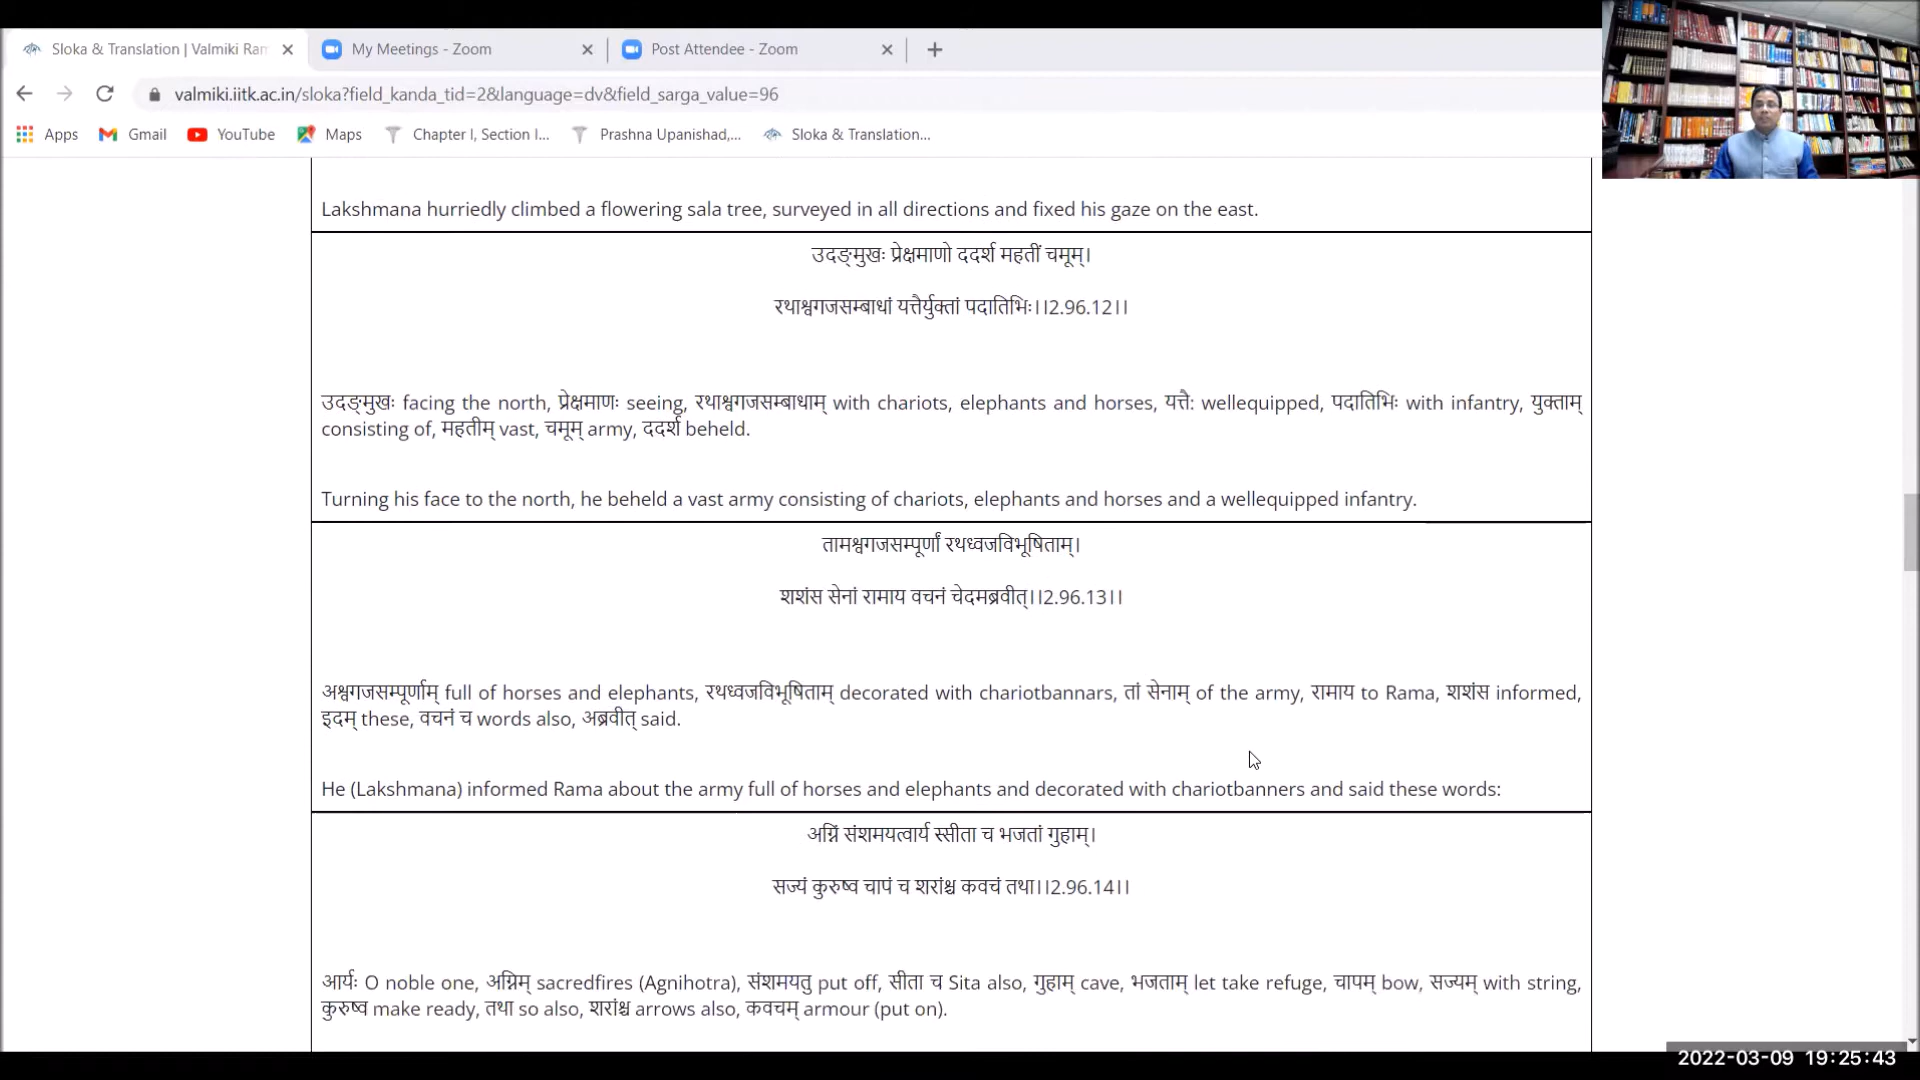 Sloka & Translation | Valmiki Ram
My Meetings - Zoom
Post Attendee - Zoom
valmiki.iitk.ac.in/sloka?field_kanda_tid=2&language=dv&field_sarga_value=96
Apps
Gmail
YouTube
Maps
Chapter I, Section I...
Prashna Upanishad,...
Sloka & Translation...
Lakshmana hurriedly climbed a flowering sala tree, surveyed in all directions and fixed his gaze on the east.
उदङ्मुखः प्रेक्षमाणो ददर्श महतीं चमूम्।
रथाश्वगजसम्बाधां यत्तैर्युक्तां पदातिभिः।।2.96.12।।
उदङ्मुखः facing the north, प्रेक्षमाणः seeing, रथाश्वगजसम्बाधाम् with chariots, elephants and horses, यत्तै: wellequipped, पदातिभिः with infantry, युक्ताम्
consisting of, महतीम् vast, चमूम् army, ददर्श beheld.
Turning his face to the north, he beheld a vast army consisting of chariots, elephants and horses and a wellequipped infantry.
तामश्वगजसम्पूर्णां रथध्वजविभूषिताम्।
शशंस सेनां रामाय वचनं चेदमब्रवीत्।।2.96.13।।
अश्वगजसम्पूर्णाम् full of horses and elephants, रथध्वजविभूषिताम् decorated with chariotbannars, तां सेनाम् of the army, रामाय to Rama, शशंस informed,
इदम् these, वचनं च words also, अब्रवीत् said.
He (Lakshmana) informed Rama about the army full of horses and elephants and decorated with chariotbanners and said these words:
अग्निं संशमयत्वार्य स्सीता च भजतां गुहाम्।
सज्यं कुरुष्व चापं च शरांश्च कवचं तथा।।2.96.14।।
आर्यः O noble one, अग्निम् sacredfires (Agnihotra), संशमयतु put off, सीता च Sita also, गुहाम् cave, भजताम् let take refuge, चापम् bow, सज्यम् with string,
कुरुष्व make ready, तथा so also, शरांश्च arrows also, कवचम् armour (put on).
2022-03-09 19:25:43